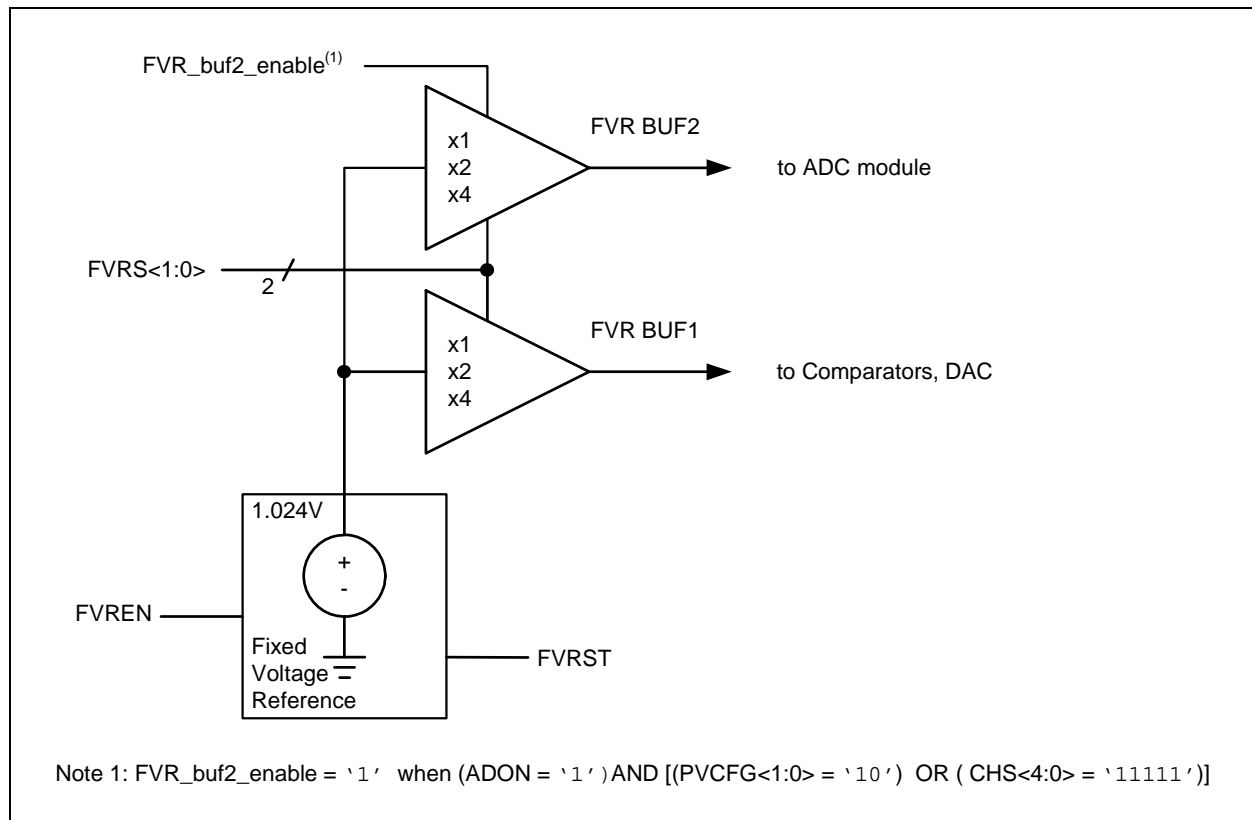 FVR_buf2_enable(1)
x1
x2
x4
FVR BUF2
to ADC module
FVRS<1:0>
2
x1
x2
x4
FVR BUF1
to Comparators, DAC
1.024V
+
-
FVREN
Fixed
Voltage
Reference
FVRST
Note 1: FVR_buf2_enable = ‘1’ when (ADON = ‘1’)AND [(PVCFG<1:0> = ‘10’) OR ( CHS<4:0> = ‘11111’)]